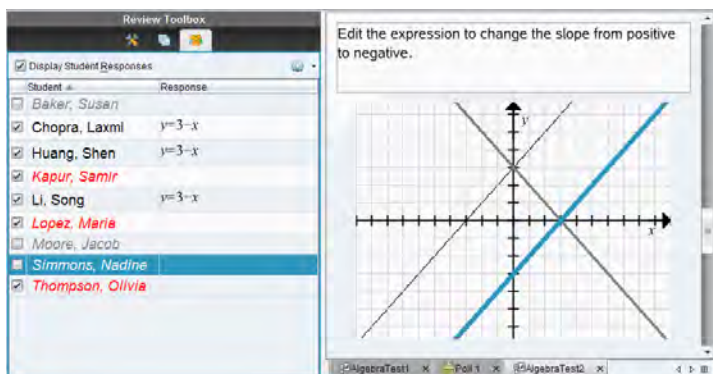 Review Toolbox
Display Student Responses
Student Response
Baker, Susan
Chopra, Laxmi y=3-x
Huang, Shen y=3-x
Kapur, Samir
Li, Song y=3-x
Lopez, Maria
Moore, Jacob
Simmons, Nadine
Thompson, Olivia
Edit the expression to change the slope from positive
to negative.
y
x
AlgebraTest1 Poll 1 AlgebraTest2